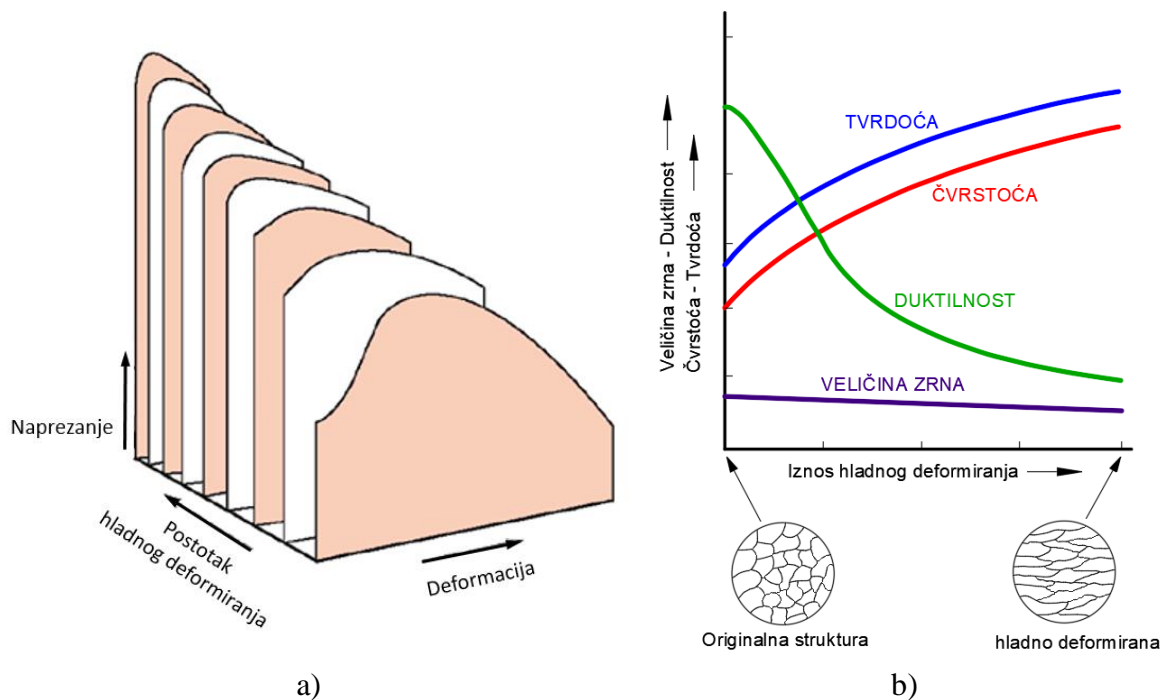 Naprezanje
Postotak
hladnog deformiranja
Deformacija
a)
Veličina zrna - Duktilnost
Čvrstoća - Tvrdoća
TVRDOĆA
ČVRSTOĆA
DUKTILNOST
VELIČINA ZRNA
Iznos hladnog deformiranja
Originalna struktura
hladno deformirana
b)